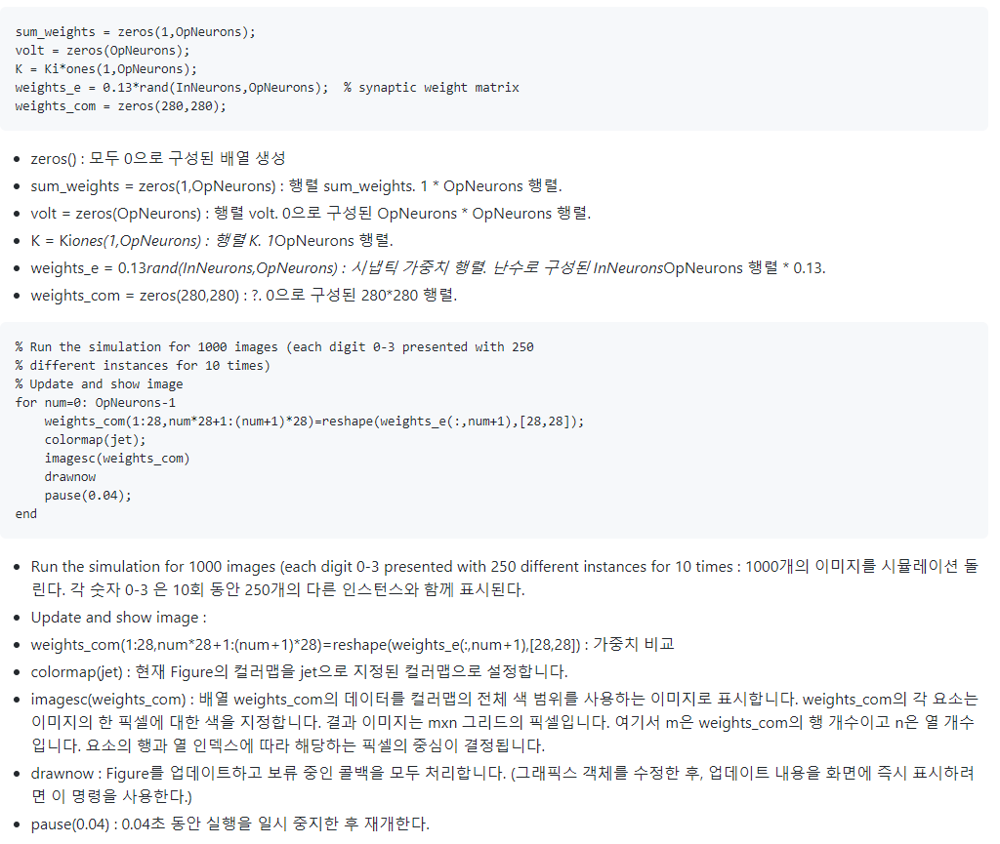 sum_weights = zeros(1,OpNeurons);
volt = zeros(OpNeurons);
K = Ki*ones(1,OpNeurons);
weights_e = 0.13*rand(InNeurons,OpNeurons);  % synaptic weight matrix
weights_com = zeros(280,280);
• zeros() : 모두 0으로 구성된 배열 생성
• sum_weights = zeros(1,OpNeurons) : 행렬 sum_weights. 1 * OpNeurons 행렬.
• volt = zeros(OpNeurons) : 행렬 volt. 0으로 구성된 OpNeurons * OpNeurons 행렬.
• K = Kiones(1,OpNeurons) : 행렬 K. 1OpNeurons 행렬.
• weights_e = 0.13rand(InNeurons,OpNeurons) : 시냅틱 가중치 행렬. 난수로 구성된 InNeuronsOpNeurons 행렬 * 0.13.
• weights_com = zeros(280,280) : ?. 0으로 구성된 280*280 행렬.
% Run the simulation for 1000 images (each digit 0-3 presented with 250
% different instances for 10 times)
% Update and show image
for num=0: OpNeurons-1
    weights_com(1:28,num*28+1:(num+1)*28)=reshape(weights_e(:,num+1),[28,28]);
    colormap(jet);
    imagesc(weights_com)
    drawnow
    pause(0.04);
end
• Run the simulation for 1000 images (each digit 0-3 presented with 250 different instances for 10 times : 1000개의 이미지를 시뮬레이션 돌
린다. 각 숫자 0-3 은 10회 동안 250개의 다른 인스턴스와 함께 표시된다.
• Update and show image :
• weights_com(1:28,num*28+1:(num+1)*28)=reshape(weights_e(:,num+1),[28,28]) : 가중치 비교
• colormap(jet) : 현재 Figure의 컬러맵을 jet으로 지정된 컬러맵으로 설정합니다.
• imagesc(weights_com) : 배열 weights_com의 데이터를 컬러맵의 전체 색 범위를 사용하는 이미지로 표시합니다. weights_com의 각 요소는
이미지의 한 픽셀에 대한 색을 지정합니다. 결과 이미지는 mxn 그리드의 픽셀입니다. 여기서 m은 weights_com의 행 개수이고 n은 열 개수
입니다. 요소의 행과 열 인덱스에 따라 해당하는 픽셀의 중심이 결정됩니다.
• drawnow : Figure를 업데이트하고 보류 중인 콜백을 모두 처리합니다. (그래픽스 객체를 수정한 후, 업데이트 내용을 화면에 즉시 표시하려
면 이 명령을 사용한다.)
• pause(0.04) : 0.04초 동안 실행을 일시 중지한 후 재개한다.